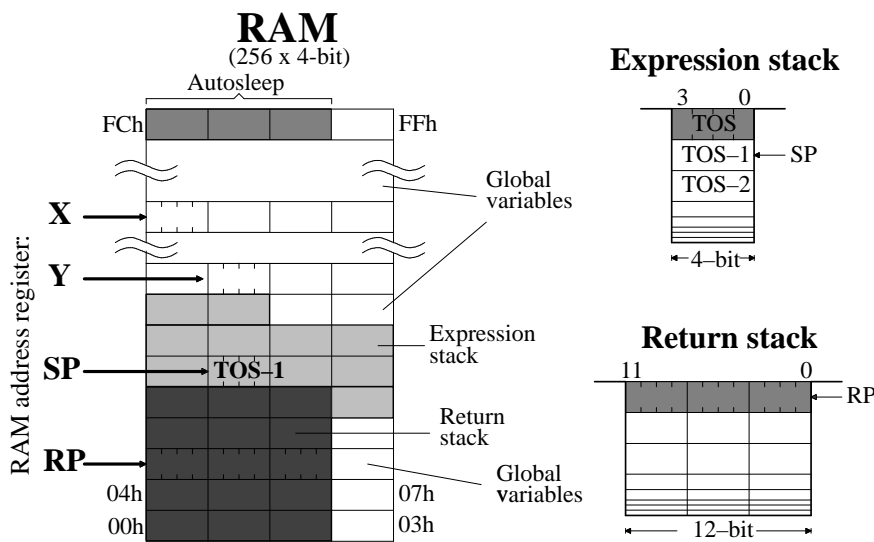 RAM
(256 x 4-bit)
Autosleep
FCh
FFh
Global
variables
X
Y
RAM address register:
Expression
stack
SP
TOS–1
Return
stack
RP
Global
variables
04h
07h
00h
03h
Expression stack
3 0
TOS
TOS–1
SP
TOS–2
4–bit
Return stack
11 0
RP
12–bit